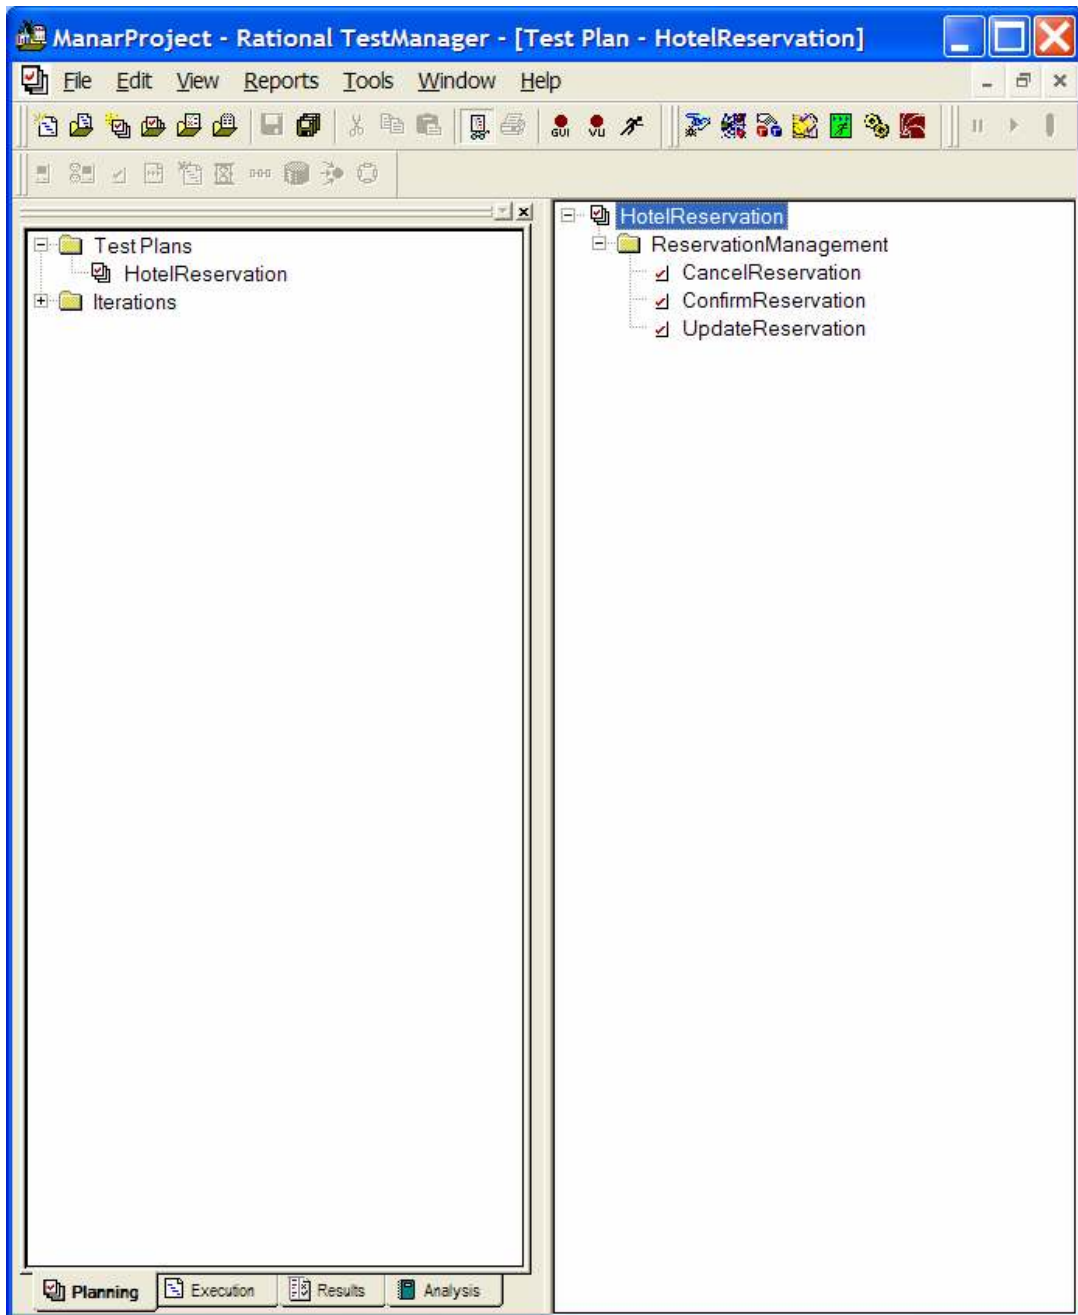 ManarProject - Rational TestManager - [Test Plan - HotelReservation]
File Edit View Reports Tools Window Help
GUI VU
Test Plans
HotelReservation
Iterations
HotelReservation
ReservationManagement
CancelReservation
ConfirmReservation
UpdateReservation
Planning Execution Results Analysis